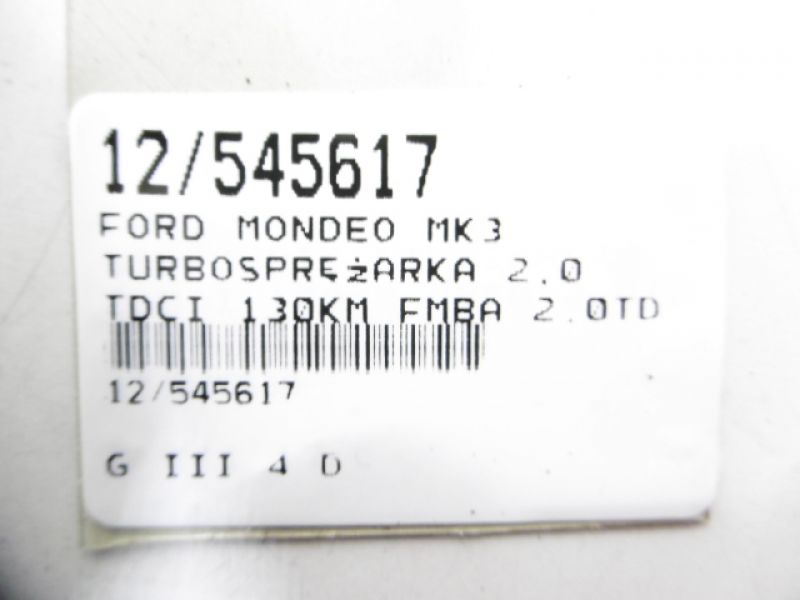 12/545617
FORD MONDEO MK3
TURBOSPRĘżARKA 2.0
TDCI 130KM FMBA 2.0TD
12/545617
G III 4 D